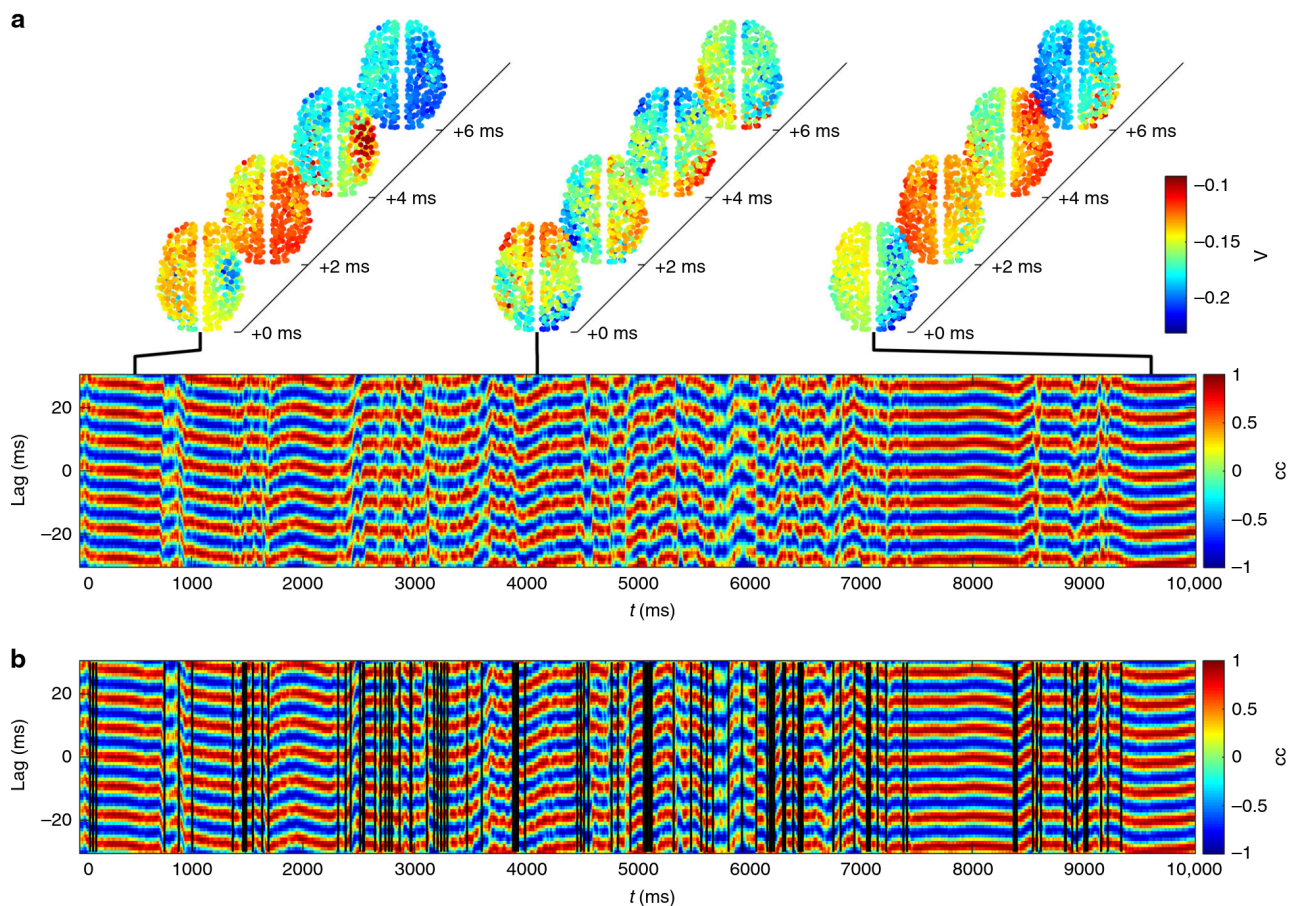 a
+6 ms
+4 ms
+2 ms
+0 ms
+6 ms
+4 ms
+2 ms
+0 ms
+6 ms
+4 ms
+2 ms
+0 ms
–0.1
–0.15
–0.2
V
20
0
–20
Lag (ms)
0 1000 2000 3000 4000 5000 6000 7000 8000 9000 10,000
t (ms)
1
0.5
0
–0.5
–1
cc
b
20
0
–20
Lag (ms)
0 1000 2000 3000 4000 5000 6000 7000 8000 9000 10,000
t (ms)
1
0.5
0
–0.5
–1
cc